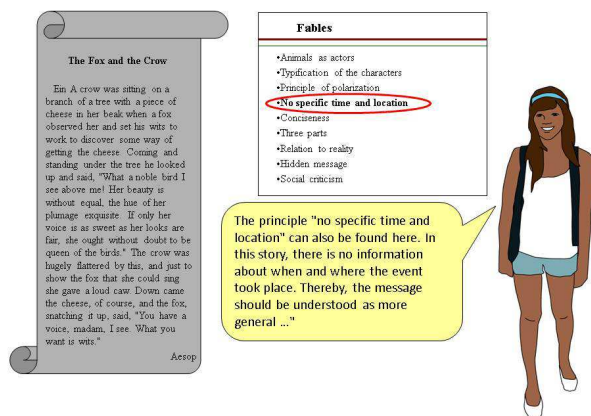 The Fox and the Crow
Ein A crow was sitting on a
branch of a tree with a piece of
cheese in her beak when a fox
observed her and set his wits to
work to discover some way of
getting the cheese. Coming and
standing under the tree he looked
up and said, "What a noble bird I
see above me! Her beauty is
without equal, the hue of her
plumage exquisite. If only her
voice is as sweet as her looks are
fair, she ought without doubt to be
queen of the birds." The crow was
hugely flattered by this, and just to
show the fox that she could sing
she gave a loud caw. Down came
the cheese, of course, and the fox,
snatching it up, said, "You have a
voice, madam, I see. What you
want is wits."
Aesop
Fables
•Animals as actors
•Typification of the characters
•Principle of polarization
•No specific time and location
•Conciseness
•Three parts
•Relation to reality
•Hidden message
•Social criticism
The principle "no specific time and
location" can also be found here. In
this story, there is no information
about when and where the event
took place. Thereby, the message
should be understood as more
general ..."